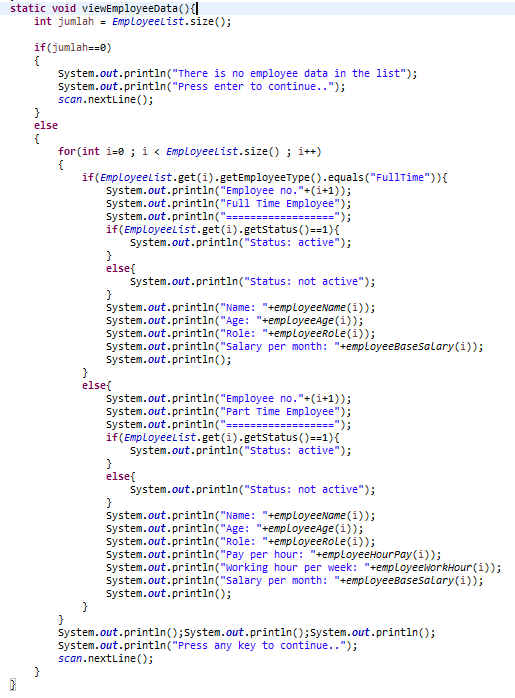 static void viewEmployeeData(){
    int jumlah = EmployeeList.size();

    if(jumlah==0)
    {
        System.out.println("There is no employee data in the list");
        System.out.println("Press enter to continue..");
        scan.nextLine();
    }
    else
    {
        for(int i=0 ; i < EmployeeList.size() ; i++)
        {
            if(EmployeeList.get(i).getEmployeeType().equals("FullTime")){
                System.out.println("Employee no."+(i+1));
                System.out.println("Full Time Employee");
                System.out.println("==================");
                if(EmployeeList.get(i).getStatus()==1){
                    System.out.println("Status: active");
                }
                else{
                    System.out.println("Status: not active");
                }
                System.out.println("Name: "+employeeName(i));
                System.out.println("Age: "+employeeAge(i));
                System.out.println("Role: "+employeeRole(i));
                System.out.println("Salary per month: "+employeeBaseSalary(i));
                System.out.println();
            }
            else{
                System.out.println("Employee no."+(i+1));
                System.out.println("Part Time Employee");
                System.out.println("==================");
                if(EmployeeList.get(i).getStatus()==1){
                    System.out.println("Status: active");
                }
                else{
                    System.out.println("Status: not active");
                }
                System.out.println("Name: "+employeeName(i));
                System.out.println("Age: "+employeeAge(i));
                System.out.println("Role: "+employeeRole(i));
                System.out.println("Pay per hour: "+employeeHourPay(i));
                System.out.println("Working hour per week: "+employeeWorkHour(i));
                System.out.println("Salary per month: "+employeeBaseSalary(i));
                System.out.println();
            }
        }
        System.out.println();System.out.println();System.out.println();
        System.out.println("Press any key to continue..");
        scan.nextLine();
    }
}